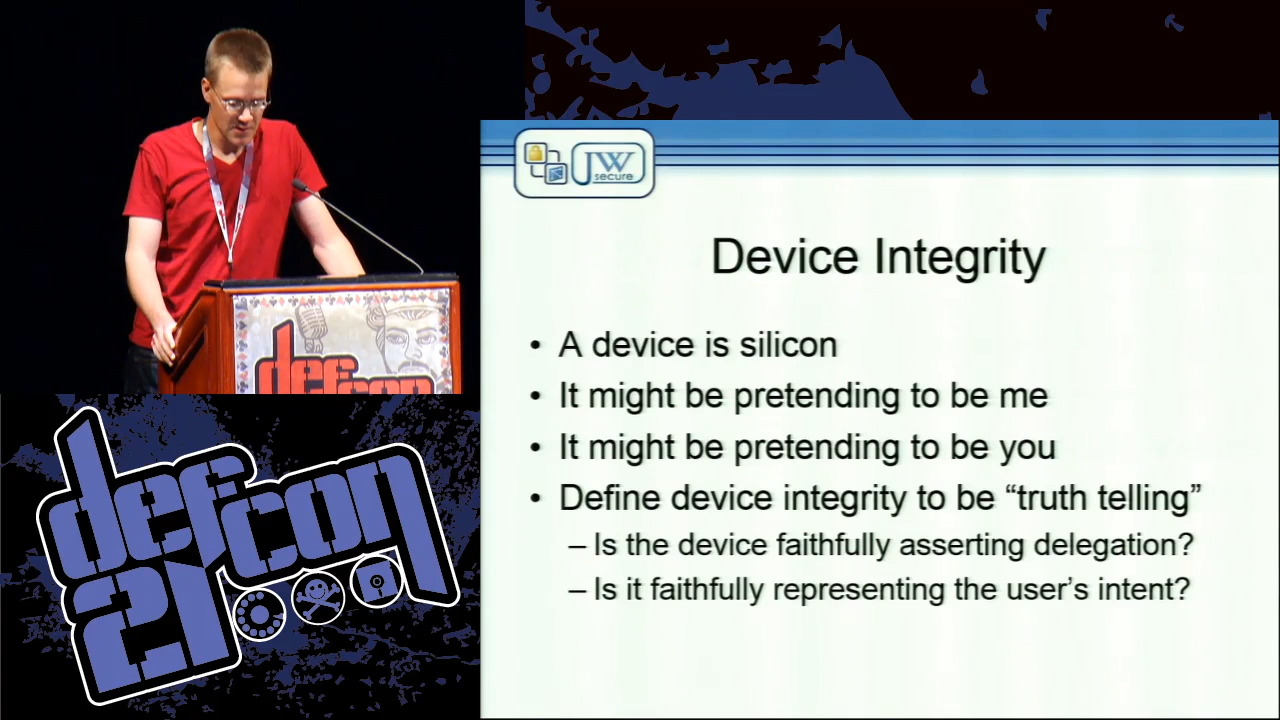 JW
secure
Device Integrity
• A device is silicon
• It might be pretending to be me
• It might be pretending to be you
• Define device integrity to be “truth telling”
– Is the device faithfully asserting delegation?
– Is it faithfully representing the user’s intent?
defcon
defcon
21